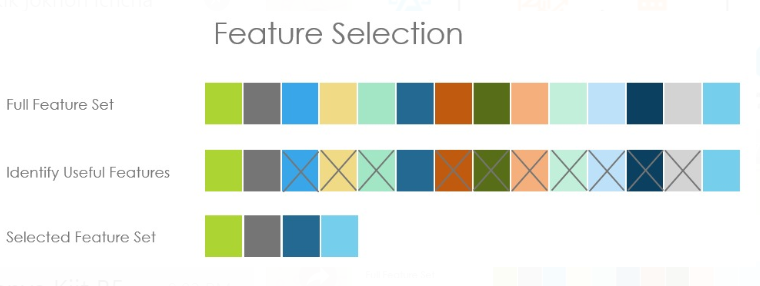 Feature Selection
Full Feature Set
Identify Useful Features
Selected Feature Set